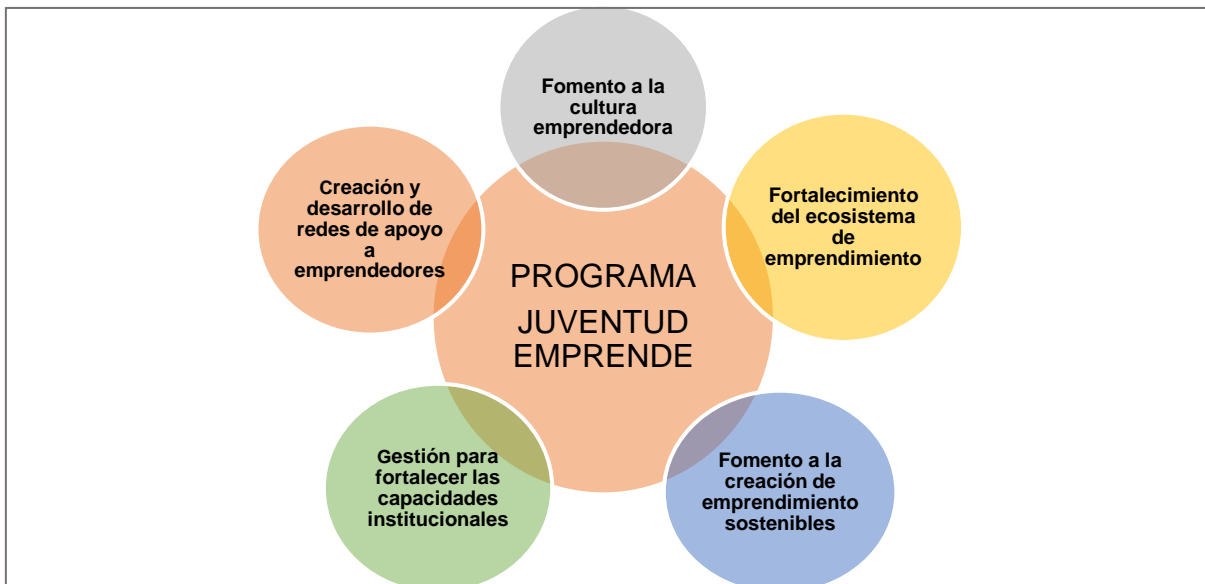 Fomento a la
cultura
emprendedora
Fortalecimiento
del ecosistema
de
emprendimiento
Fomento a la
creación de
emprendimiento
sostenibles
Gestión para
fortalecer las
capacidades
institucionales
Creación y
desarrollo de
redes de apoyo
a
emprendedores
PROGRAMA
JUVENTUD
EMPRENDE